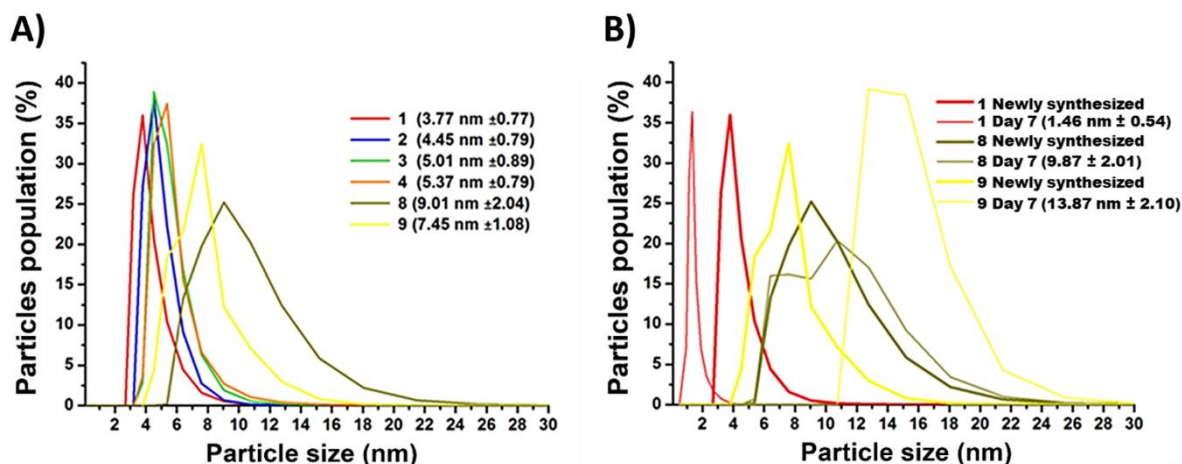 A)
Particles population (%)
40
35
30
25
20
15
10
5
0
2 4 6 8 10 12 14 16 18 20 22 24 26 28 30
Particle size (nm)
1 (3.77 nm ±0.77)
2 (4.45 nm ±0.79)
3 (5.01 nm ±0.89)
4 (5.37 nm ±0.79)
8 (9.01 nm ±2.04)
9 (7.45 nm ±1.08)
B)
Particles population (%)
40
35
30
25
20
15
10
5
0
2 4 6 8 10 12 14 16 18 20 22 24 26 28 30
Particle size (nm)
1 Newly synthesized
1 Day 7 (1.46 nm ± 0.54)
8 Newly synthesized
8 Day 7 (9.87 ± 2.01)
9 Newly synthesized
9 Day 7 (13.87 nm ± 2.10)